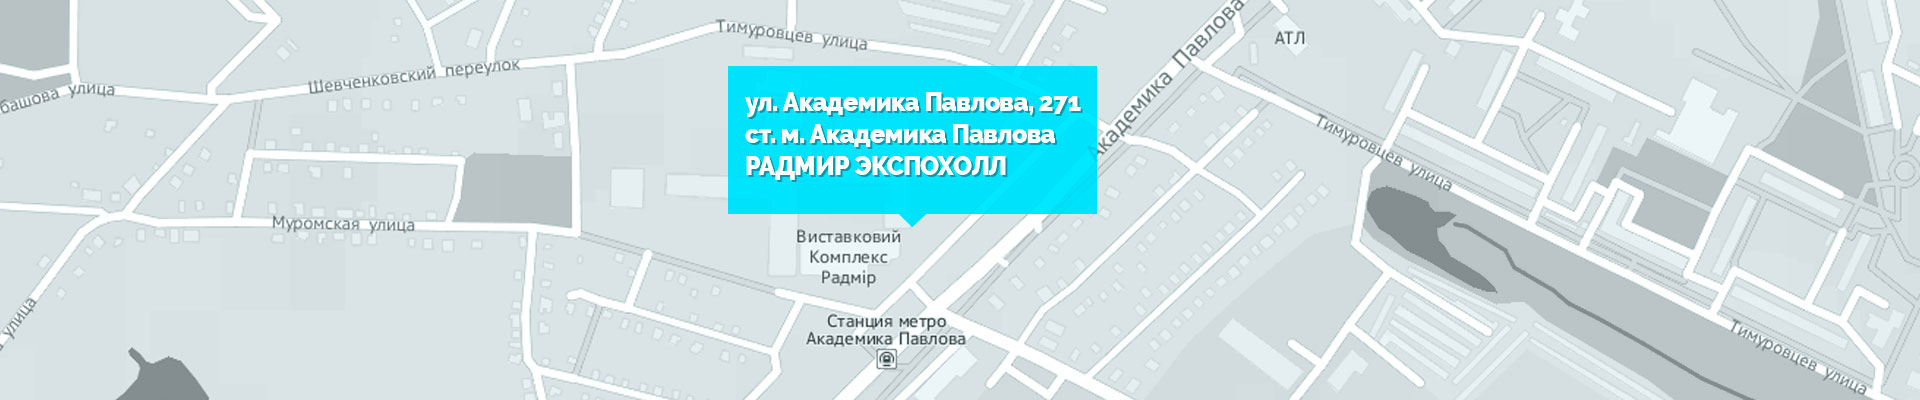 Тимуровцев улица
АТЛ
Академика Павлова
Шевченковский переулок
башова улица
ул. Академика Павлова, 271
ст. м. Академика Павлова
РАДМИР ЭКСПОХОЛЛ
Тимуровцев улица
Муромская улица
Виставковий
Комплекс
Радмір
улица
Станция метро
Академика Павлова
Тимуровцев улица